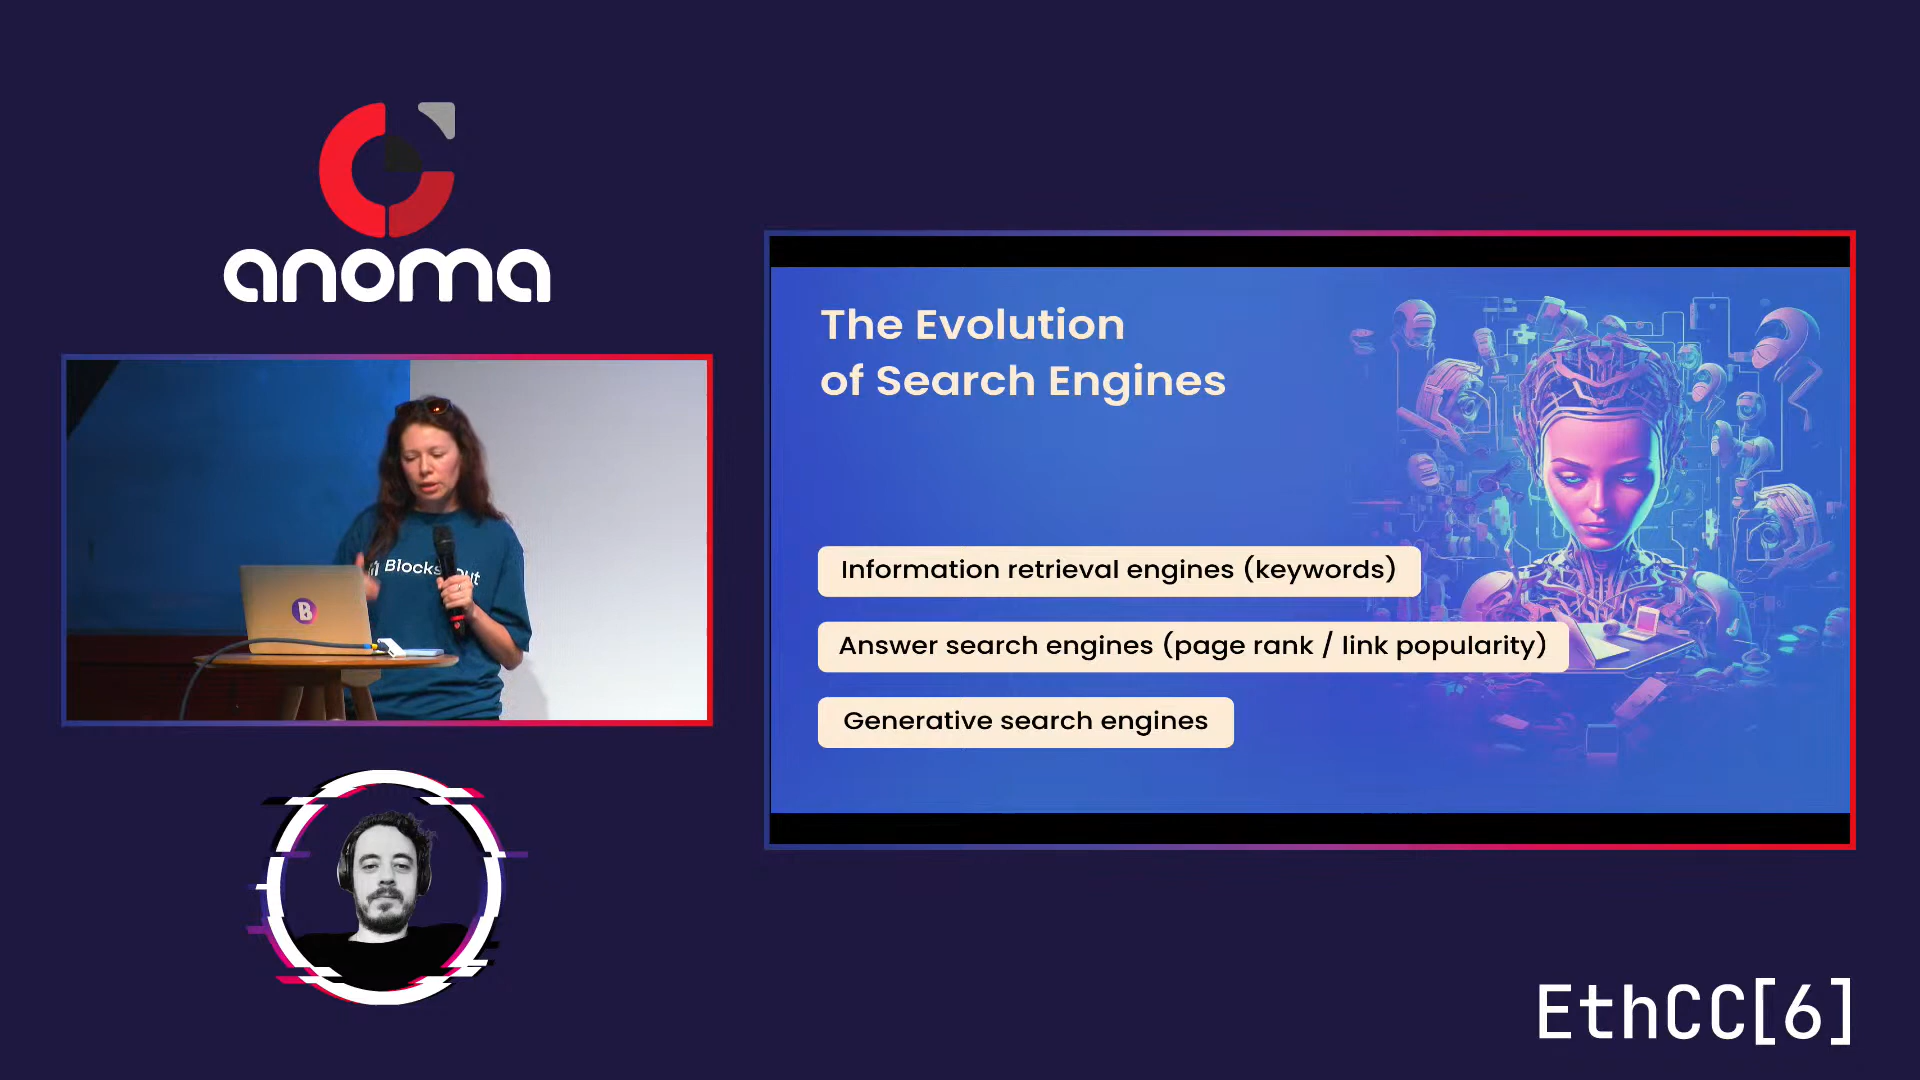 anoma
Blocksout
B
The Evolution
of Search Engines
Information retrieval engines (keywords)
Answer search engines (page rank / link popularity)
Generative search engines
EthCC[6]